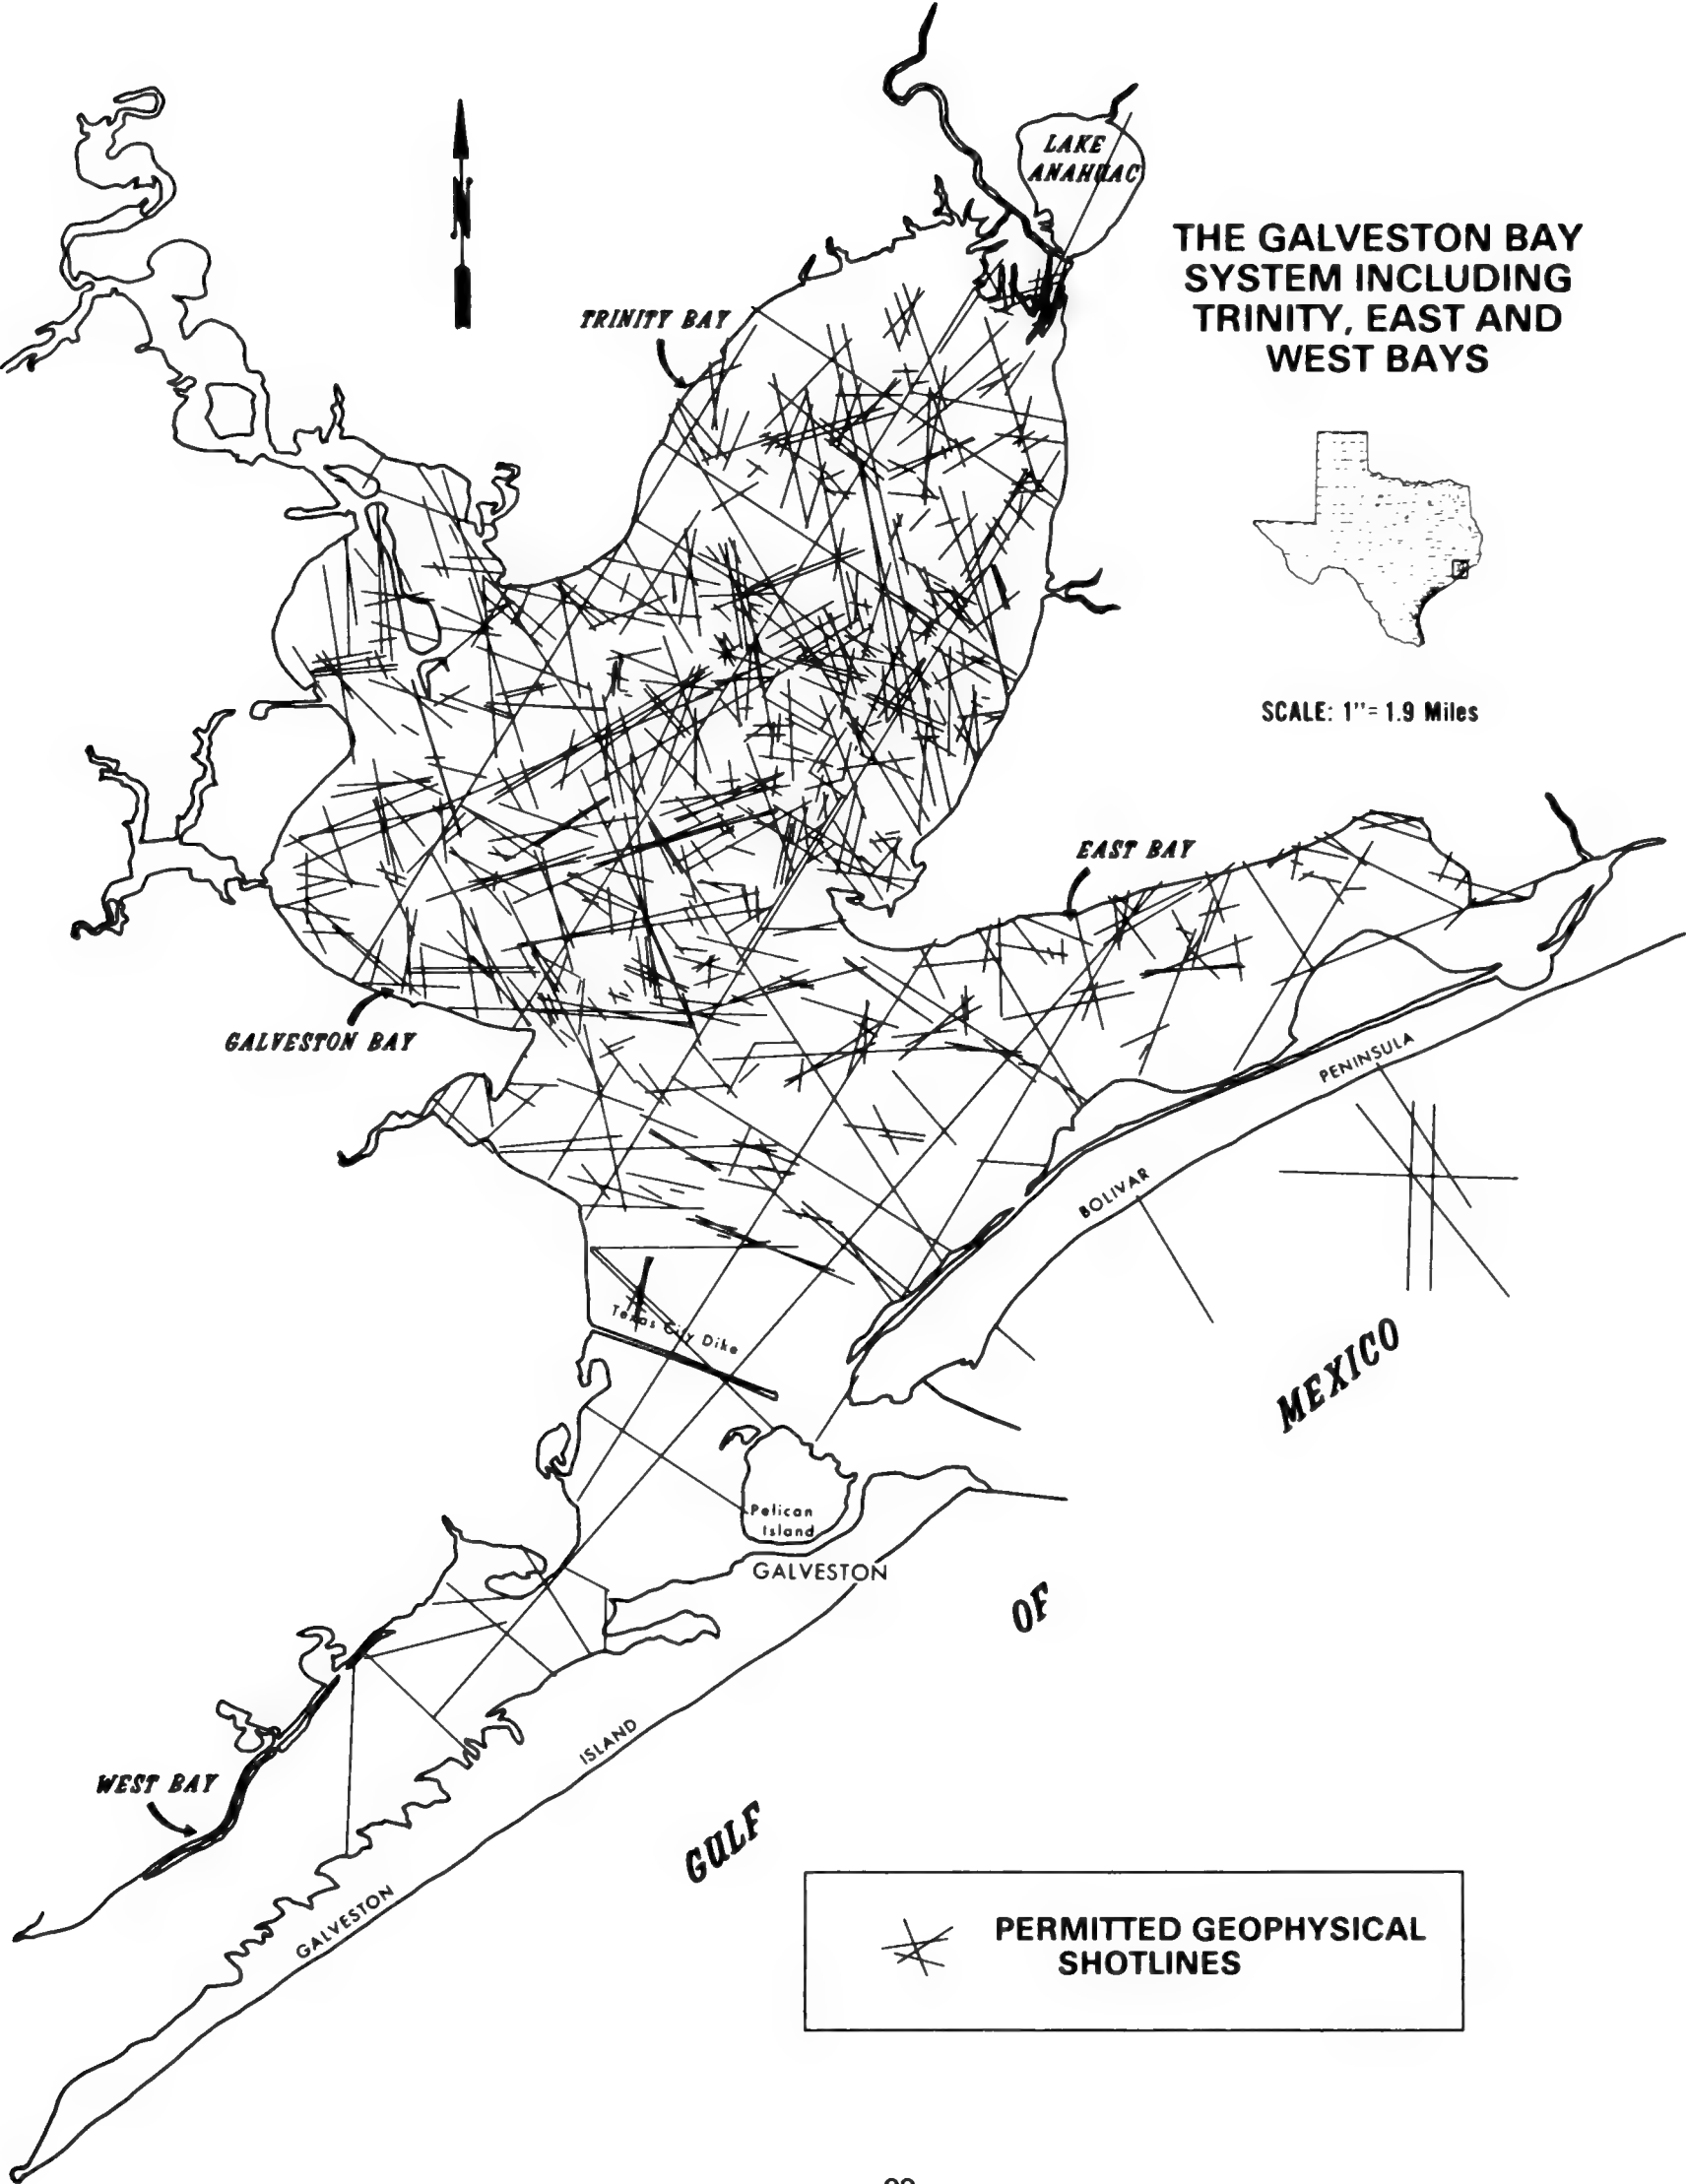 LAKE
ANAHUAC
THE GALVESTON BAY
SYSTEM INCLUDING
TRINITY, EAST AND
WEST BAYS
TRINITY BAY
SCALE: 1"= 1.9 Miles
EAST BAY
GALVESTON BAY
PENINSULA
BOLIVAR
Texas City Dike
MEXICO
Pelican
Island
GALVESTON
OF
ISLAND
WEST BAY
GULF
GALVESTON
PERMITTED GEOPHYSICAL
SHOTLINES